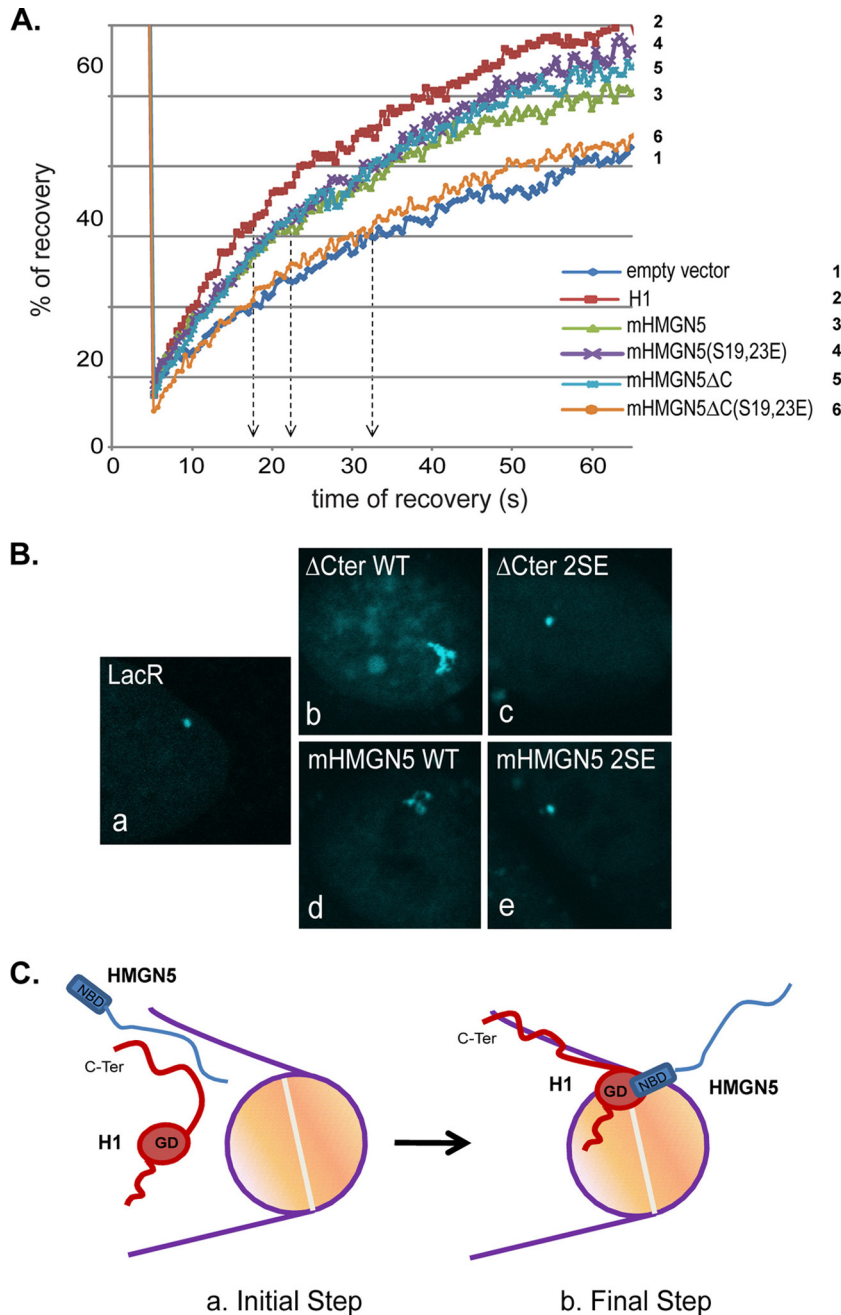 A.
% of recovery
60
40
20
0
0 10 20 30 40 50 60
time of recovery (s)
2
4
5
3
6
1
empty vector 1
H1 2
mHMGN5 3
mHMGN5(S19,23E) 4
mHMGN5ΔC 5
mHMGN5ΔC(S19,23E) 6
B.
LacR
a
ΔCter WT
b
ΔCter 2SE
c
mHMGN5 WT
d
mHMGN5 2SE
e
C.
HMGN5
NBD
C-Ter
H1
GD
a. Initial Step
C-Ter
H1
GD
NBD
HMGN5
b. Final Step